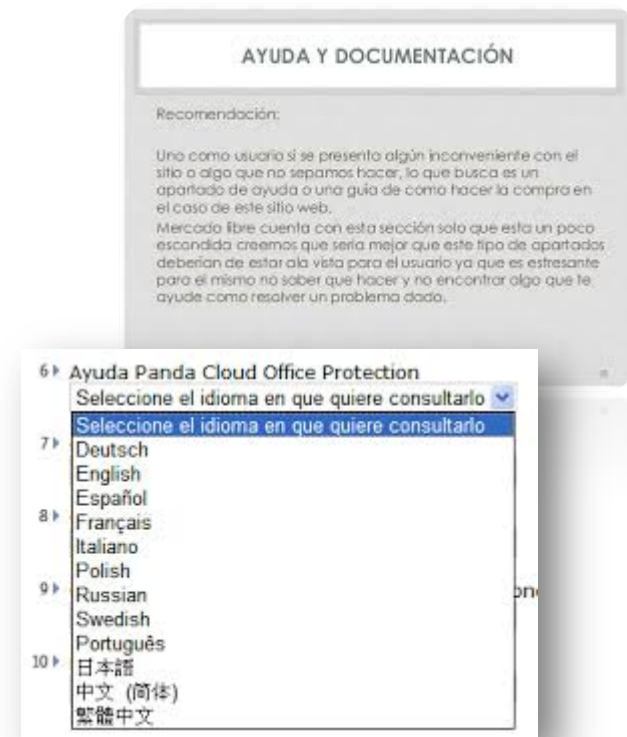 AYUDA Y DOCUMENTACIÓN
Recomendación:
Uno como usuario si se presenta algún inconveniente con el
sitio o algo que no sepamos hacer, lo que busca es un
apartado de ayuda o una guia de como hacer la compra en
el caso de este sitio web.
Mercado libre cuenta con esta sección solo que esta un poco
escondida creemos que seria mejor que este tipo de apartados
deberian de estar ala vista para el usuario ya que es estresante
para el mismo no saber que hacer y no encontrar algo que te
ayude como resolver un problema dado.
6 Ayuda Panda Cloud Office Protection
Seleccione el idioma en que quiere consultarlo
Seleccione el idioma en que quiere consultarlo
7
Deutsch
English
Español
8
Français
Italiano
Polish
9
Russian
Swedish
Português
10
日本語
中文 (简体)
繁體中文